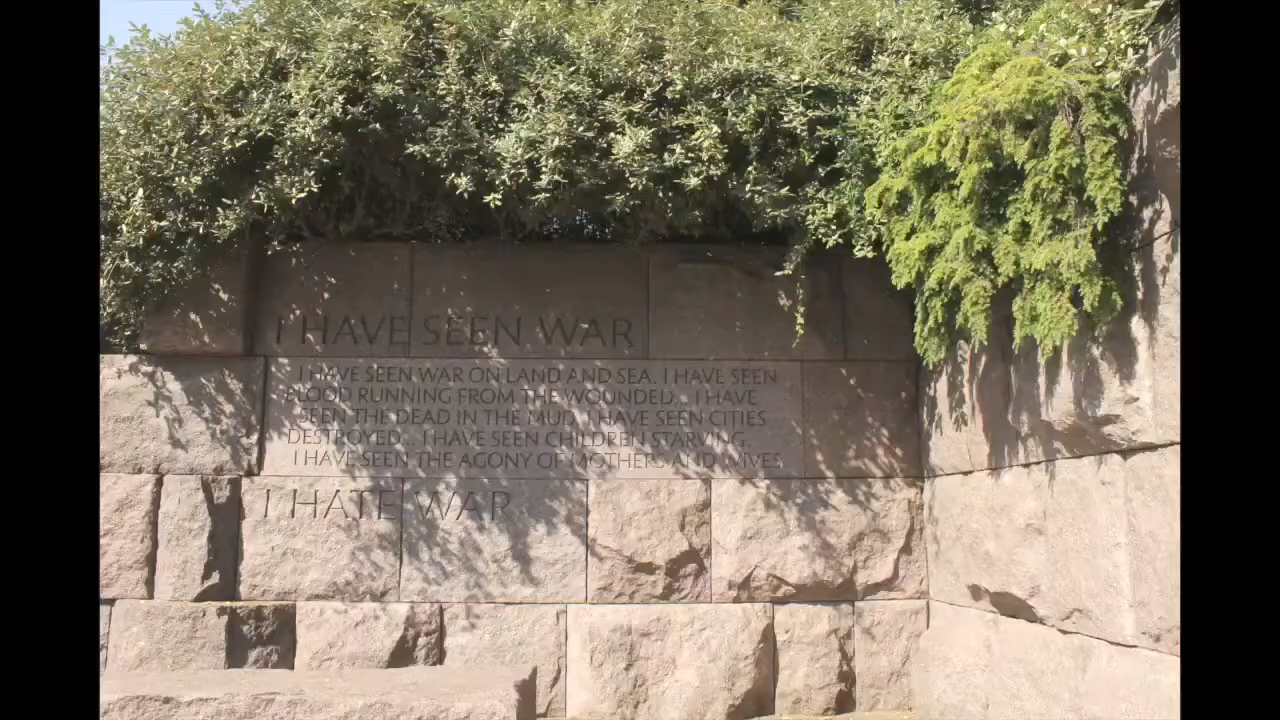 I HAVE SEEN WAR
I HAVE SEEN WAR ON LAND AND SEA. I HAVE SEEN
BLOOD RUNNING FROM THE WOUNDED... I HAVE
SEEN THE DEAD IN THE MUD. I HAVE SEEN CITIES
DESTROYED... I HAVE SEEN CHILDREN STARVING.
I HAVE SEEN THE AGONY OF MOTHERS AND WIVES.
I HATE WAR